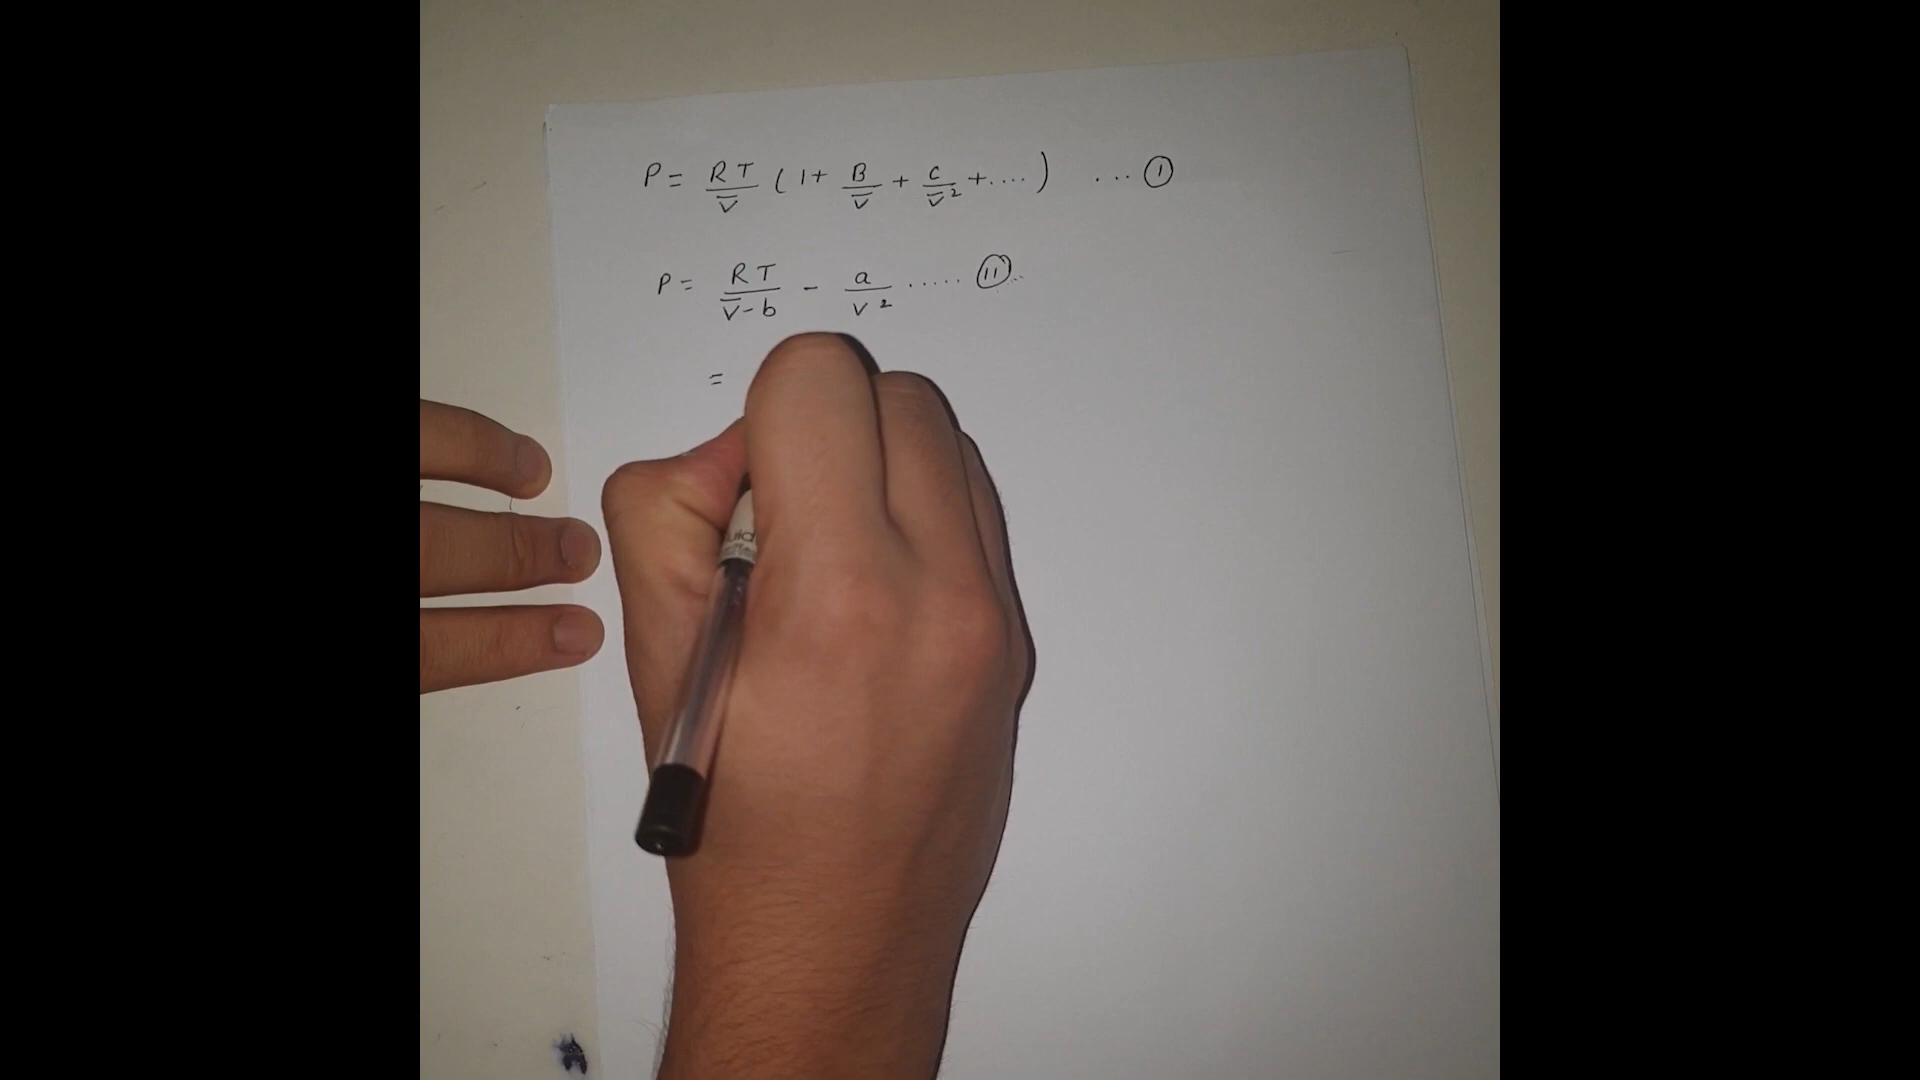 P = RT/V̅ (1 + B/V̅ + C/V̅² + ....) ... ①
P = RT/V̅-b - a/v² ..... ⑪..
=